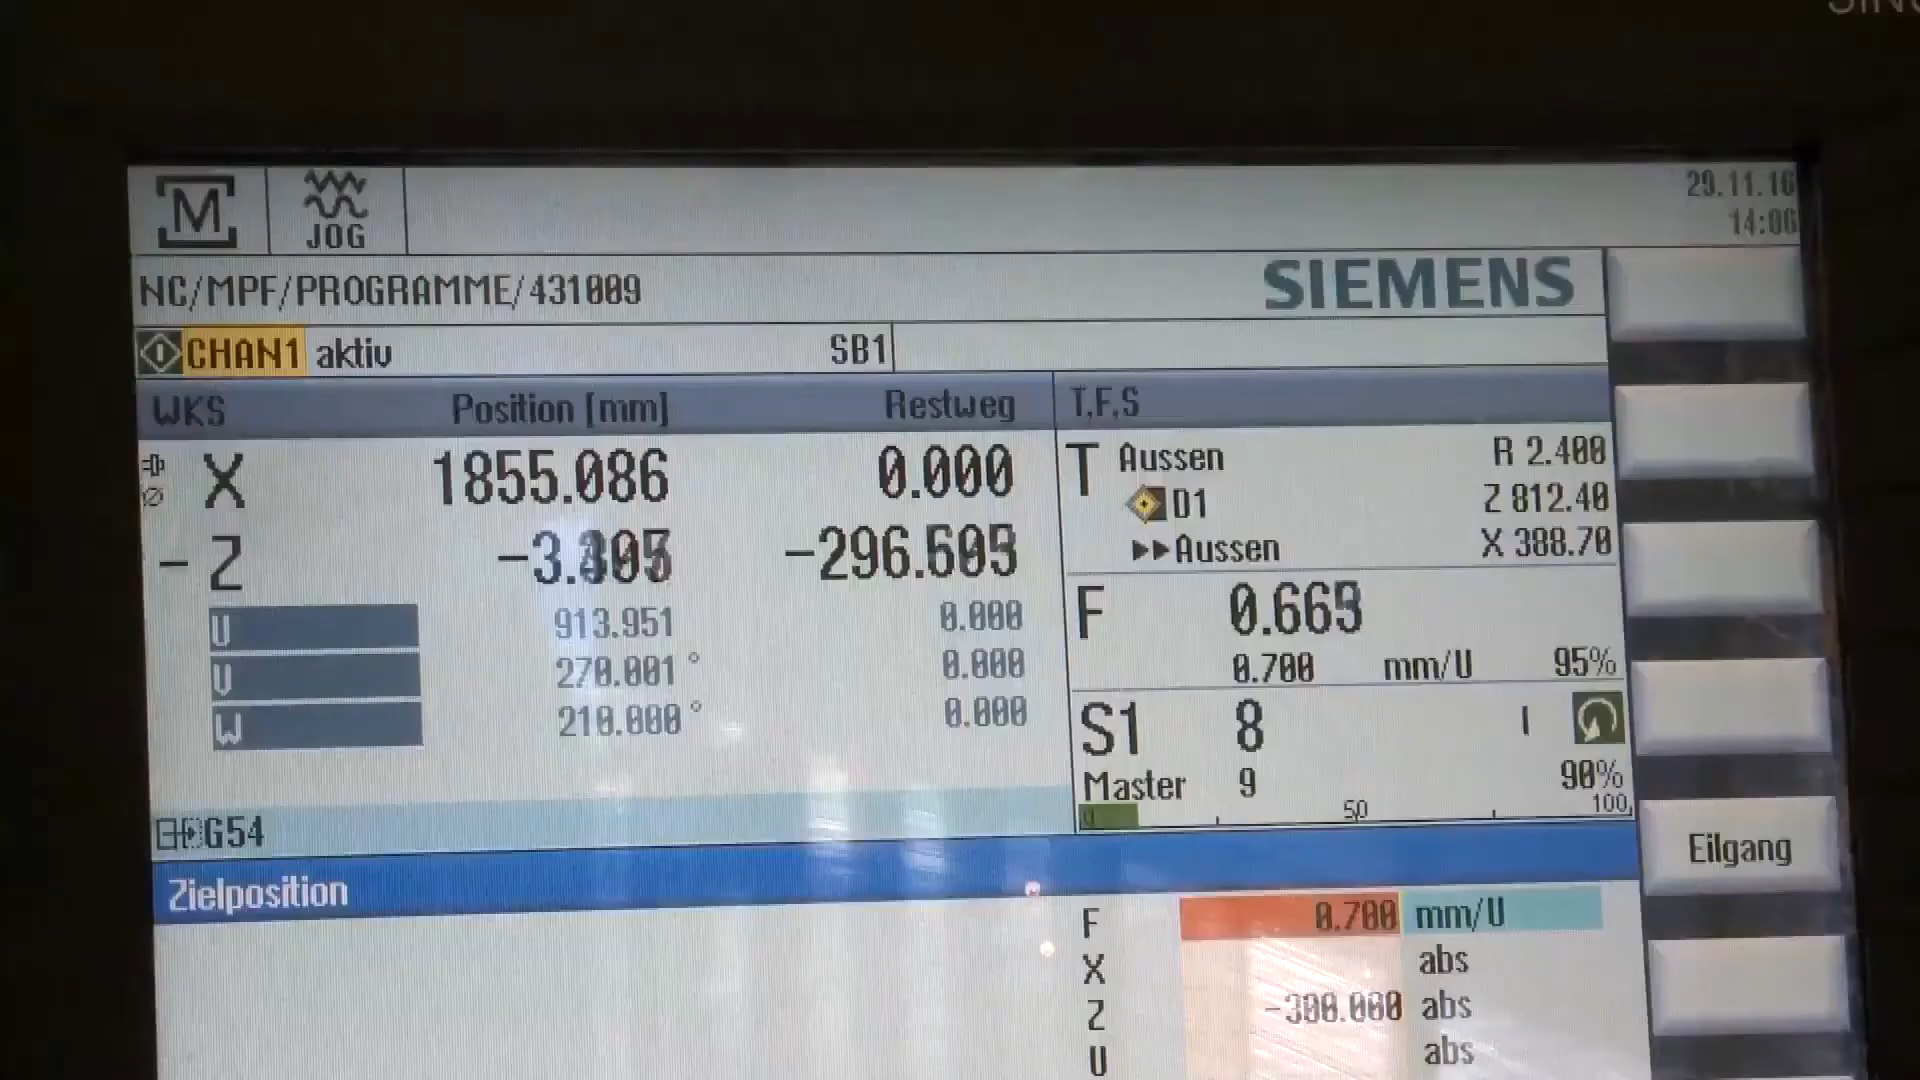 M
JOG
29.11.16
14:06
NC/MPF/PROGRAMME/431009
SIEMENS
CHAN1 aktiv
SB1
WKS Position [mm] Restweg
X 1855.086 0.000
- Z
U 913.951 0.000
V 270.001 ° 0.000
W 210.000 ° 0.000
G54
T,F,S
T Aussen R 2.400
D1 Z 812.40
▶▶Aussen X 388.70
F
0.700 mm/U 95%
S1 8 I
Master 9 90%
0 50 100
Eilgang
Zielposition
F 0.700 mm/U
X abs
Z -300.000 abs
U abs